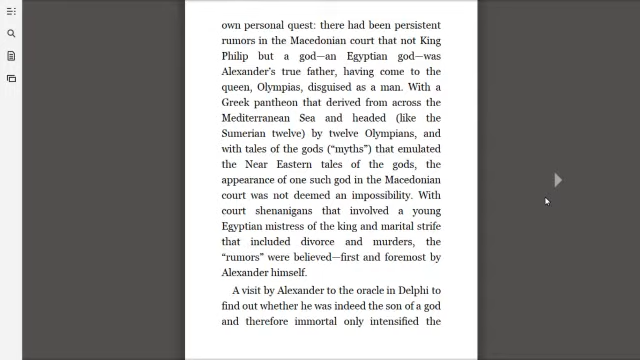 own personal quest: there had been persistent
rumors in the Macedonian court that not King
Philip but a god—an Egyptian god—was
Alexander's true father, having come to the
queen, Olympias, disguised as a man. With a
Greek pantheon that derived from across the
Mediterranean Sea and headed (like the
Sumerian twelve) by twelve Olympians, and
with tales of the gods (“myths”) that emulated
the Near Eastern tales of the gods, the
appearance of one such god in the Macedonian
court was not deemed an impossibility. With
court shenanigans that involved a young
Egyptian mistress of the king and marital strife
that included divorce and murders, the
“rumors” were believed—first and foremost by
Alexander himself.
A visit by Alexander to the oracle in Delphi to
find out whether he was indeed the son of a god
and therefore immortal only intensified the